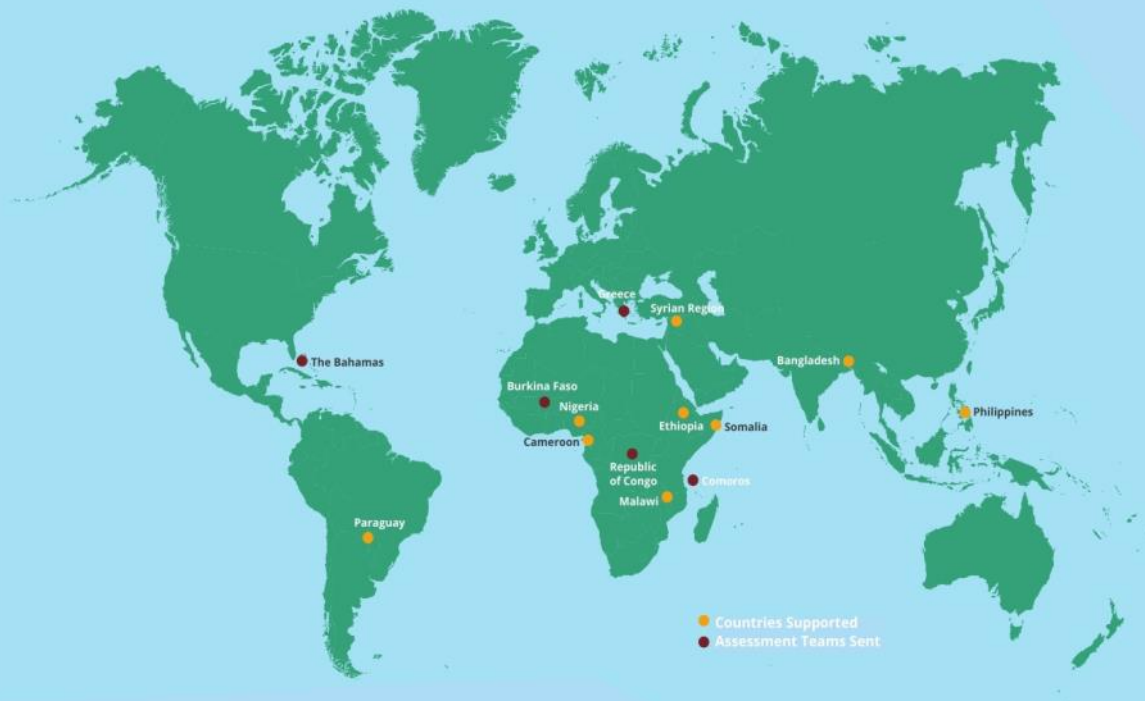 Greece
Syrian Region
The Bahamas
Bangladesh
Burkina Faso
Nigeria
Philippines
Ethiopia
Somalia
Cameroon
Republic
of Congo
Comoros
Malawi
Paraguay
Countries Supported
Assessment Teams Sent